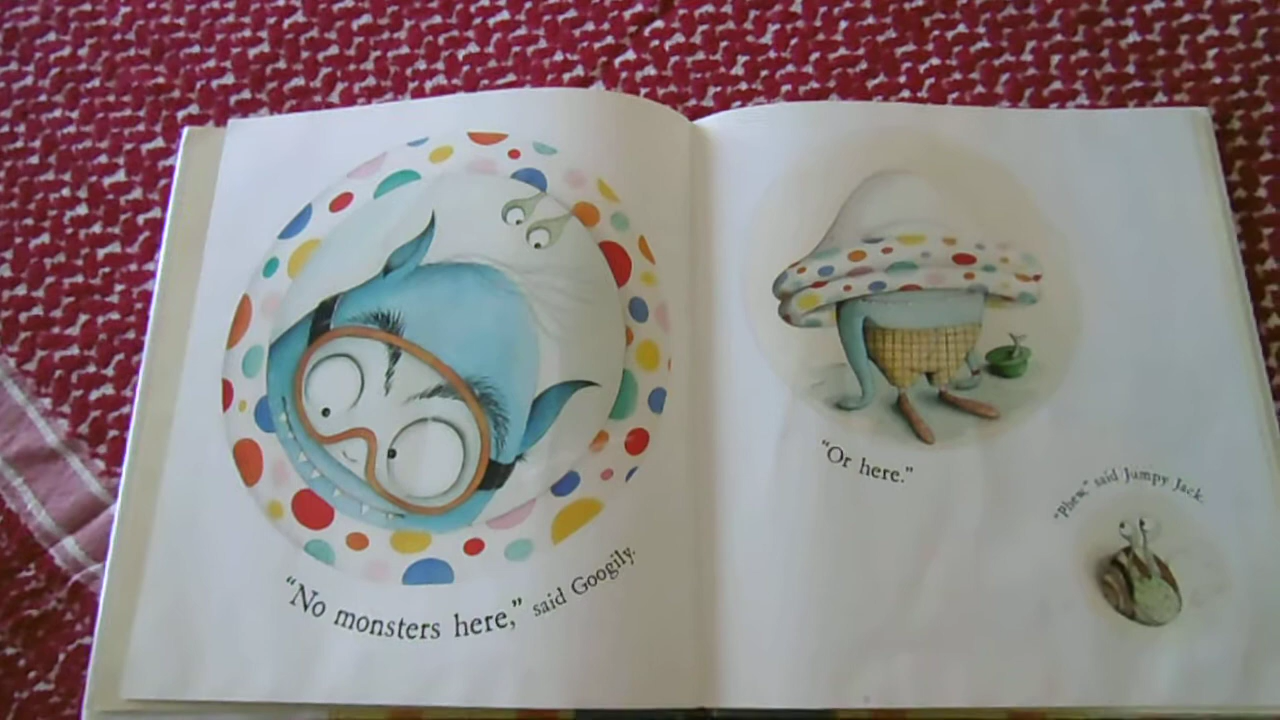 "No monsters here," said Googily.
"Or here."
"Phew," said Jumpy Jack.